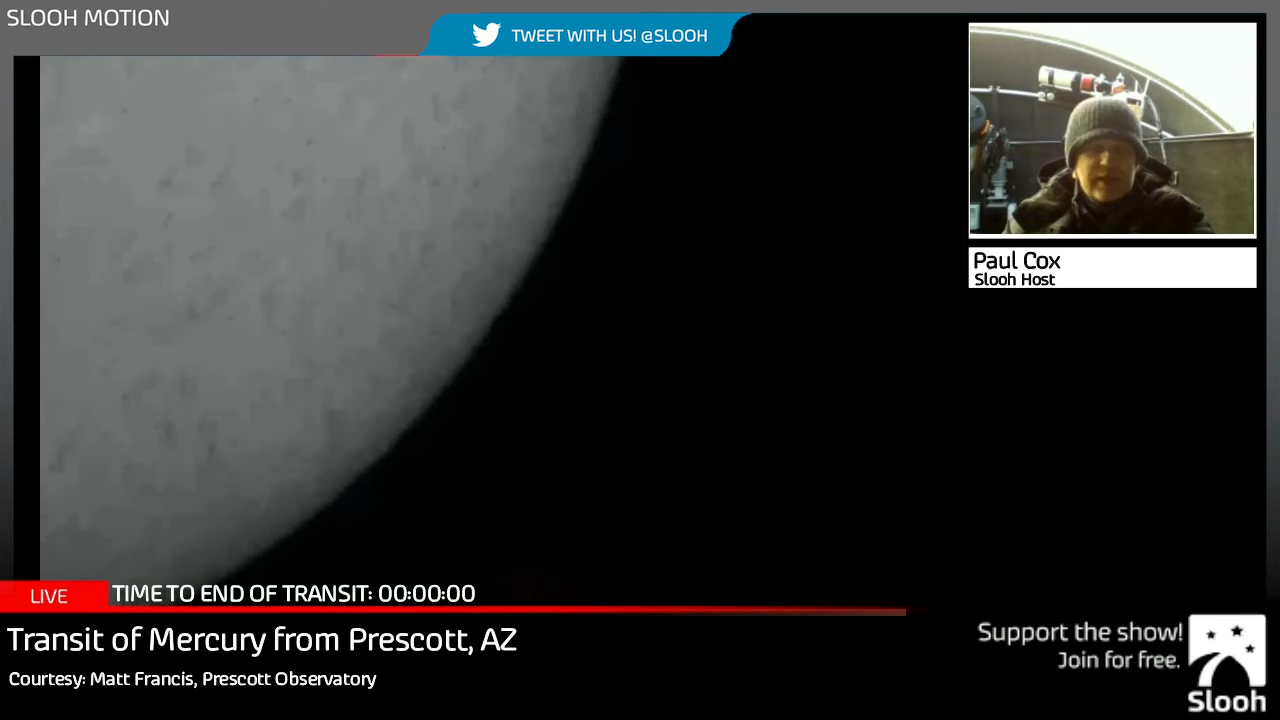 SLOOH MOTION
TWEET WITH US! @SLOOH
Paul Cox
Slooh Host
LIVE
TIME TO END OF TRANSIT: 00:00:00
Transit of Mercury from Prescott, AZ
Courtesy: Matt Francis, Prescott Observatory
Support the show!
Join for free.
Slooh